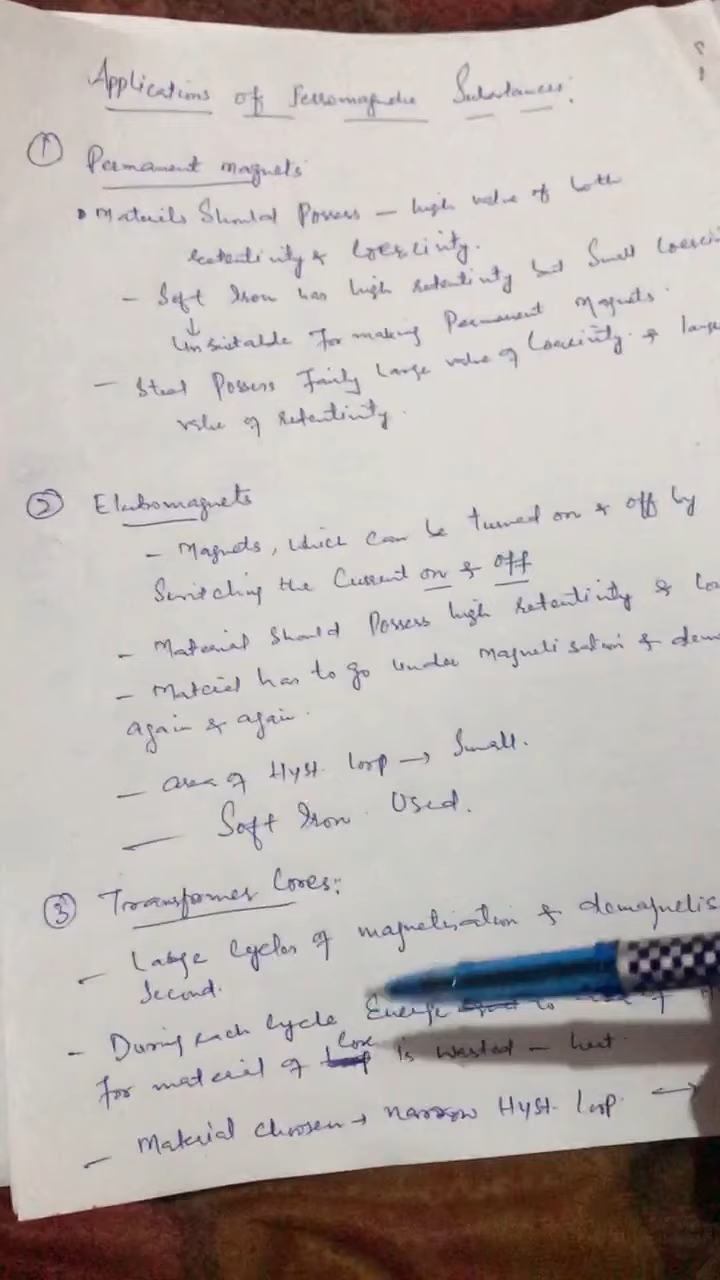 Applications of Ferromagnetic Substances:
① Permanent magnets
• Materials Should Possess – high value of both
retentivity & Coercivity.
– Soft Iron has high retentivity but Small Coerci
↓
Unsuitable For making Permanent Magnets.
– Steel Possess Fairly Large value of Coercivity & large
value of retentivity.
② Electromagnets
– Magnets, which can be turned on & off by
Switching the Current on & off
– Material Should Possess high retentivity & Lo
– Material has to go under magnetisation & dem
again & again.
– area of Hyst. loop → Small.
– Soft Iron Used.
③ Transformer Cores:
– Large Cycles of magnetisation & demagnetis
Second.
– During each Cycle Energy
For material of Core is wasted – heat.
– Material choosen → narrow Hyst. Loop. →